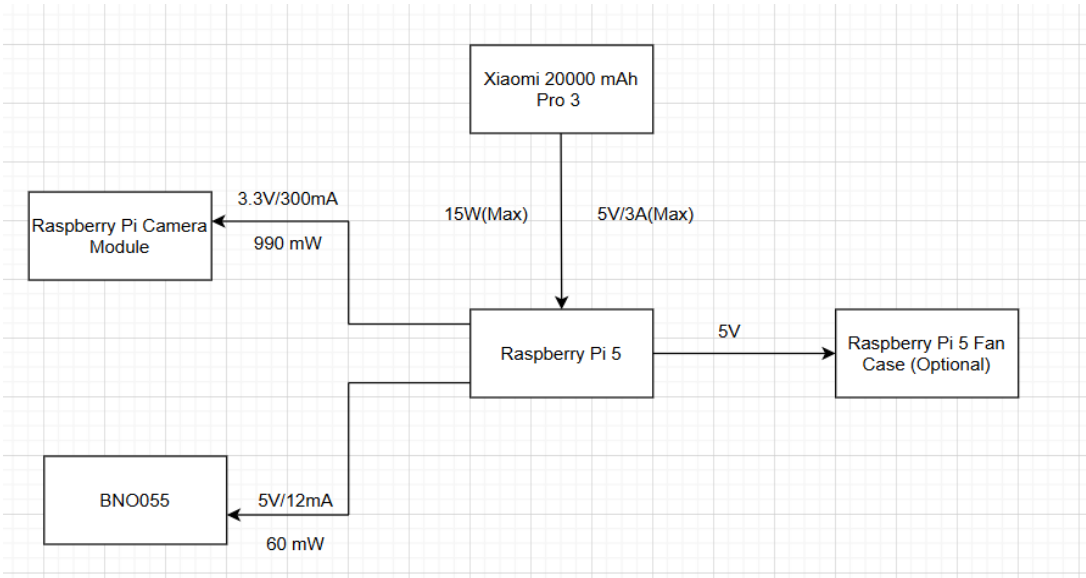 Xiaomi 20000 mAh
Pro 3
15W(Max)
5V/3A(Max)
3.3V/300mA
990 mW
Raspberry Pi Camera
Module
Raspberry Pi 5
5V
Raspberry Pi 5 Fan
Case (Optional)
BNO055
5V/12mA
60 mW